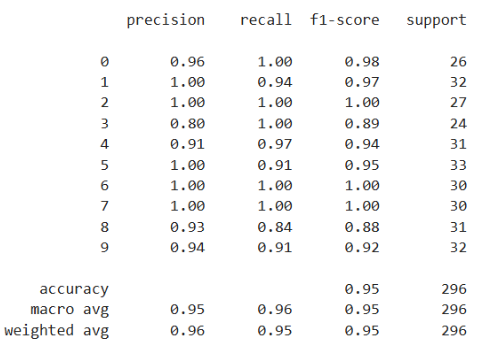 precision recall f1-score support
0 0.96 1.00 0.98 26
1 1.00 0.94 0.97 32
2 1.00 1.00 1.00 27
3 0.80 1.00 0.89 24
4 0.91 0.97 0.94 31
5 1.00 0.91 0.95 33
6 1.00 1.00 1.00 30
7 1.00 1.00 1.00 30
8 0.93 0.84 0.88 31
9 0.94 0.91 0.92 32
accuracy 0.95 296
macro avg 0.95 0.96 0.95 296
weighted avg 0.96 0.95 0.95 296